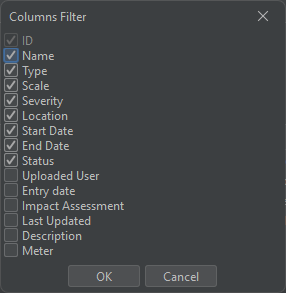 Columns Filter
ID
Name
Type
Scale
Severity
Location
Start Date
End Date
Status
Uploaded User
Entry date
Impact Assessment
Last Updated
Description
Meter
OK Cancel